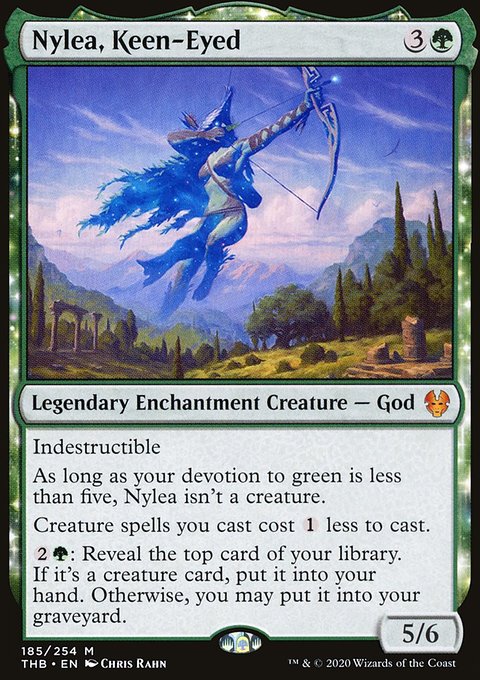 Nylea, Keen-Eyed 3
Legendary Enchantment Creature — God
Indestructible
As long as your devotion to green is less
than five, Nylea isn't a creature.
Creature spells you cast cost 1 less to cast.
2 : Reveal the top card of your library.
If it's a creature card, put it into your
hand. Otherwise, you may put it into your
graveyard.
5/6
185/254 M
THB • EN Chris Rahn
™ & © 2020 Wizards of the Coast